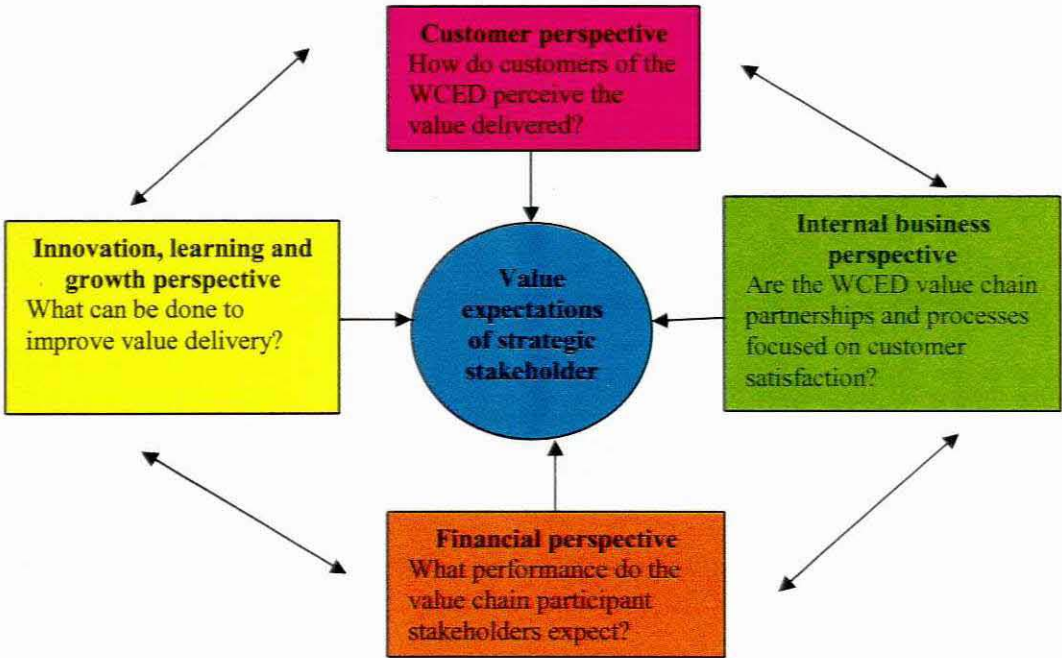 Customer perspective
How do customers of the
WCED perceive the
value delivered?
Innovation, learning and
growth perspective
What can be done to
improve value delivery?
Value
expectations
of strategic
stakeholder
Internal business
perspective
Are the WCED value chain
partnerships and processes
focused on customer
satisfaction?
Financial perspective
What performance do the
value chain participant
stakeholders expect?